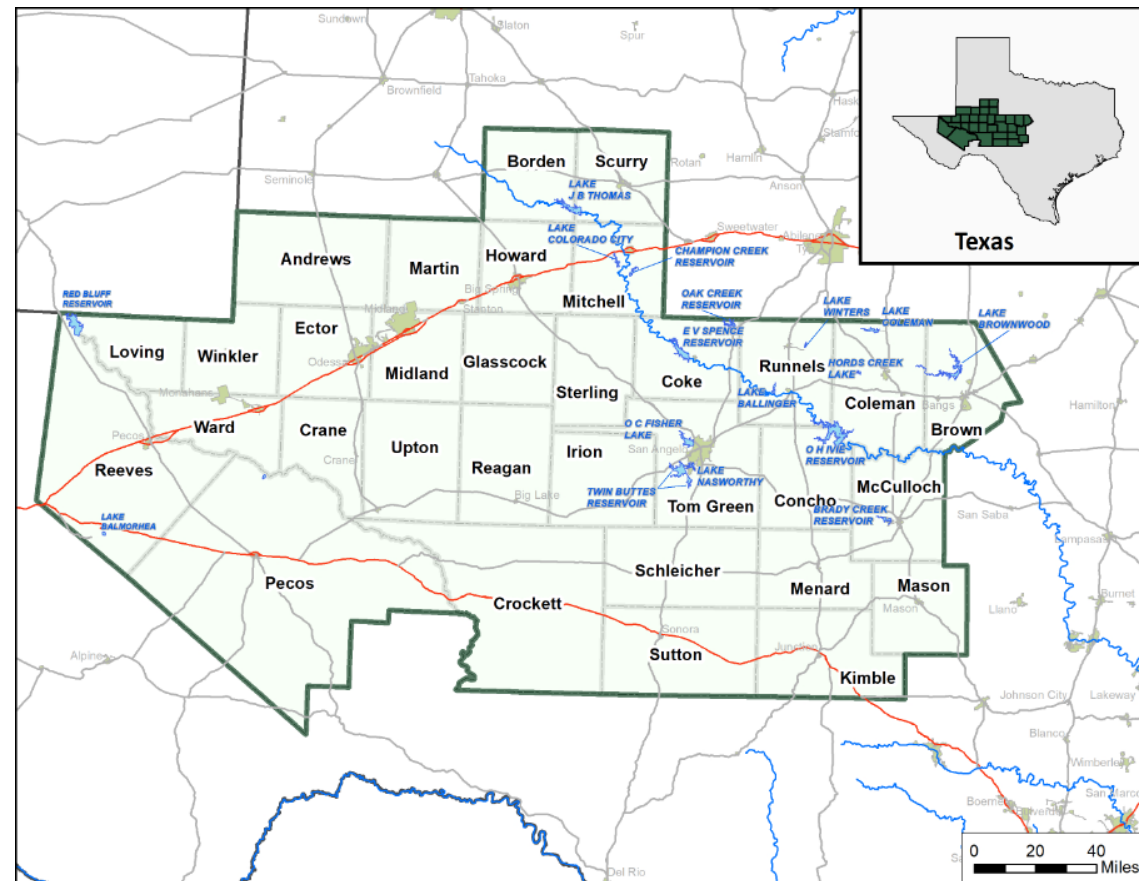 Sundown
Slaton
Spur
Brownfield
Tahoka
Hask
Stamf
Seminole
Borden
Scurry
Rotan
Hamlin
Anson
LAKE
J B THOMAS
Texas
LAKE
COLORADO CITY
Sweetwater
Abilene
Ty
CHAMPION CREEK
RESERVOIR
Andrews
Martin
Howard
Big Spring
Stanton
Mitchell
OAK CREEK
RESERVOIR
LAKE
WINTERS
LAKE
COLEMAN
LAKE
BROWNWOOD
RED BLUFF
RESERVOIR
Midland
Ector
Odessa
E V SPENCE
RESERVOIR
Loving
Winkler
Midland
Glasscock
Sterling
Coke
Runnels
HORDS CREEK
LAKE
Monahans
LAKE
BALLINGER
Coleman
Bangs
Hamilton
Pecos
Ward
Crane
Crane
Upton
Reagan
Irion
O C FISHER
LAKE
San Angelo
Brown
O H IVIE
RESERVOIR
Reeves
Big Lake
LAKE
NASWORTHY
TWIN BUTTES
RESERVOIR
Tom Green
Concho
McCulloch
BRADY CREEK
RESERVOIR
San Saba
LAKE
BALMORHEA
Lampasas
Pecos
Schleicher
Menard
Mason
Mason
Llano
Burnet
Crockett
Sonora
Sutton
Junction
Kimble
Alpine
Johnson City
Lakeway
Blanco
Wimberley
Boerne
Bulverde
San Marco
Del Rio
0 20 40
Miles